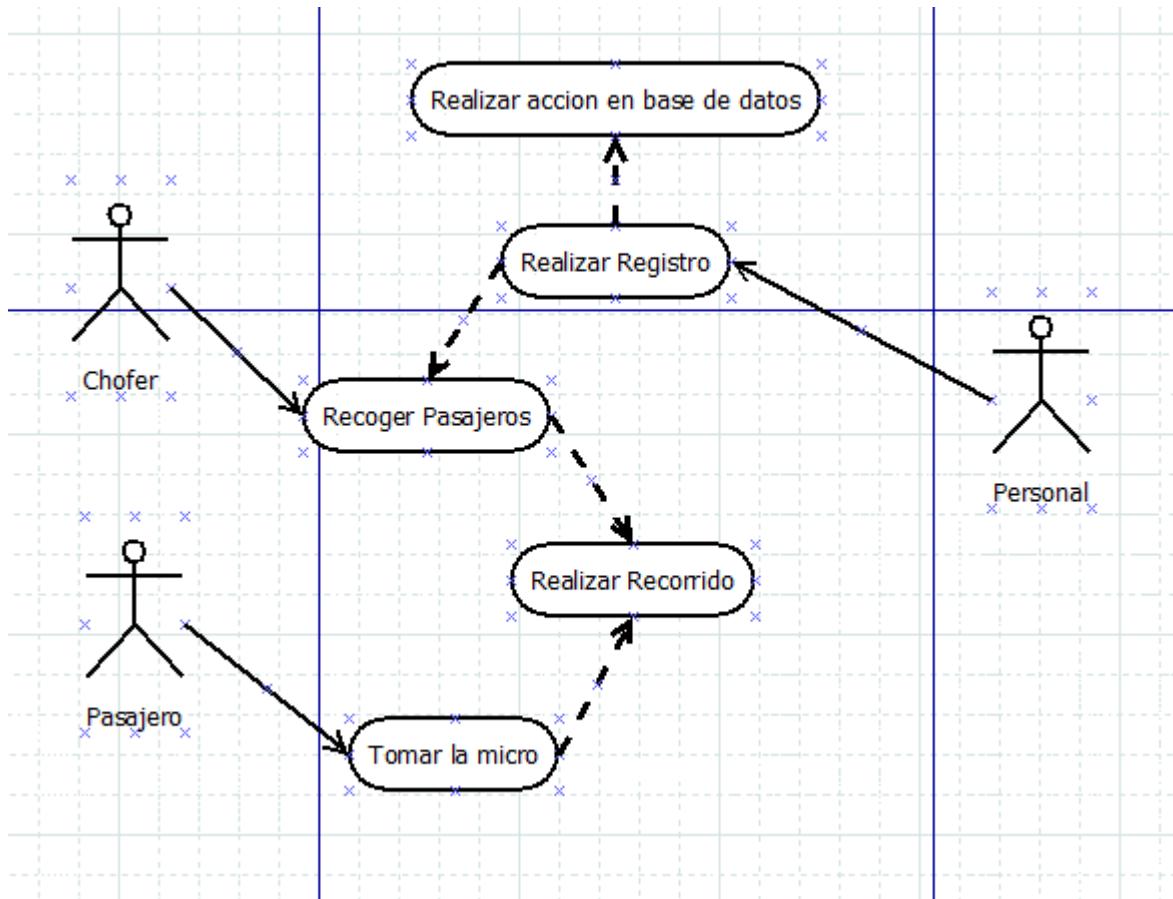 Realizar accion en base de datos
Realizar Registro
Chofer
Recoger Pasajeros
Personal
Realizar Recorrido
Pasajero
Tomar la micro